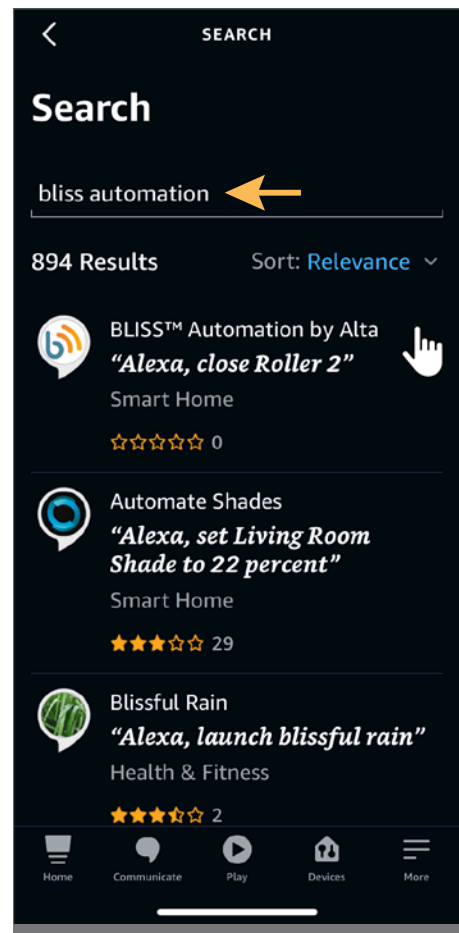 SEARCH
Search
bliss automation
894 Results Sort: Relevance
BLISS™ Automation by Alta
“Alexa, close Roller 2”
Smart Home
0
Automate Shades
“Alexa, set Living Room
Shade to 22 percent”
Smart Home
29
Blissful Rain
“Alexa, launch blissful rain”
Health & Fitness
2
Home Communicate Play Devices More